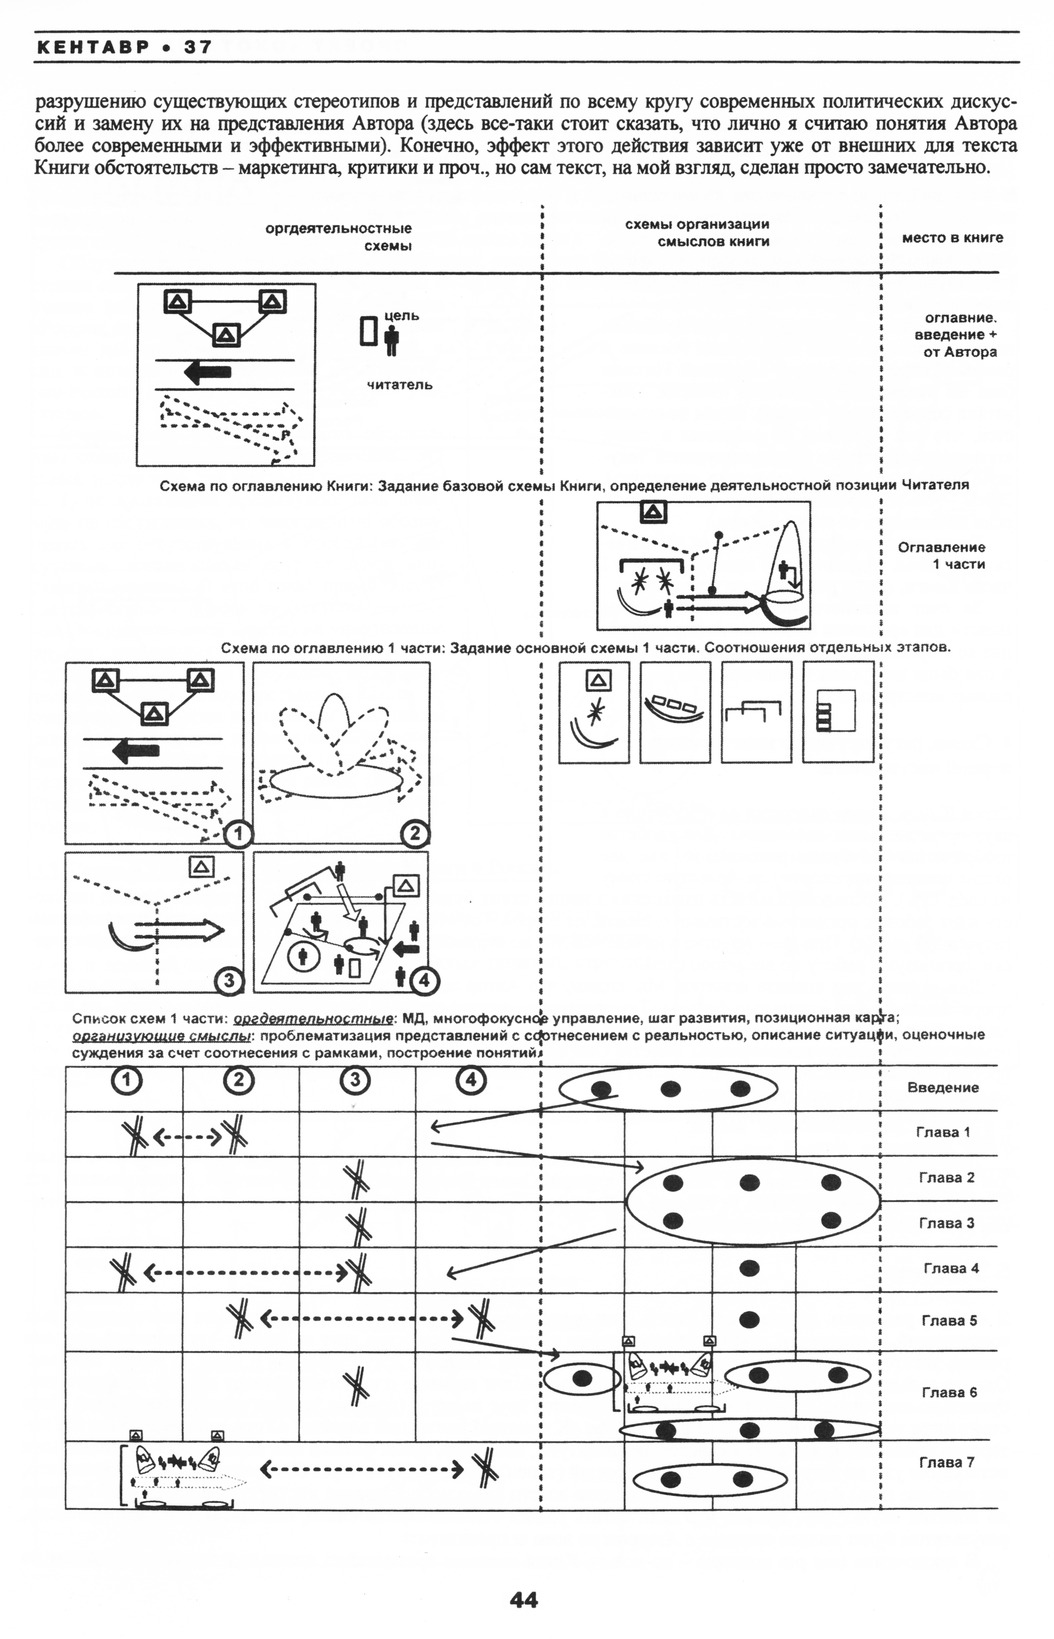 КЕНТАВР • 37
разрушению существующих стереотипов и представлений по всему кругу современных политических дискус-
сий и замену их на представления Автора (здесь все-таки стоит сказать, что лично я считаю понятия Автора
более современными и эффективными). Конечно, эффект этого действия зависит уже от внешних для текста
Книги обстоятельств – маркетинга, критики и проч., но сам текст, на мой взгляд, сделан просто замечательно.
оргдеятельностные
схемы
схемы организации
смыслов книги
место в книге
цель
читатель
оглавние.
введение +
от Автора
Схема по оглавлению Книги: Задание базовой схемы Книги, определение деятельностной позиции Читателя
Оглавление
1 части
Схема по оглавлению 1 части: Задание основной схемы 1 части. Соотношения отдельных этапов.
1
2
3
4
Список схем 1 части: оргдеятельностные: МД, многофокусное управление, шаг развития, позиционная карта;
организующие смыслы: проблематизация представлений с соотнесением с реальностью, описание ситуации, оценочные
суждения за счет соотнесения с рамками, построение понятий.
1 2 3 4
Введение
Глава 1
Глава 2
Глава 3
Глава 4
Глава 5
Глава 6
Глава 7
44